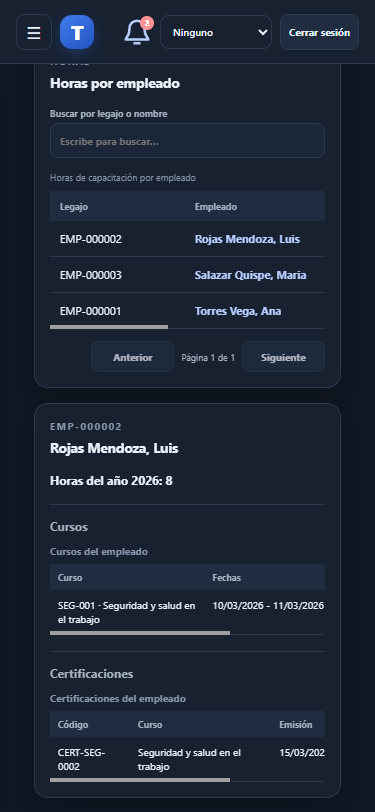 T
2
Ninguno
Cerrar sesión
Horas por empleado
Buscar por legajo o nombre
Escribe para buscar...
Horas de capacitación por empleado
Legajo Empleado
EMP-000002 Rojas Mendoza, Luis
EMP-000003 Salazar Quispe, Maria
EMP-000001 Torres Vega, Ana
Anterior Página 1 de 1 Siguiente
EMP-000002
Rojas Mendoza, Luis
Horas del año 2026: 8
Cursos
Cursos del empleado
Curso Fechas
SEG-001 · Seguridad y salud en 10/03/2026 - 11/03/2026
el trabajo
Certificaciones
Certificaciones del empleado
Código Curso Emisión
CERT-SEG- Seguridad y salud en el 15/03/202
0002 trabajo